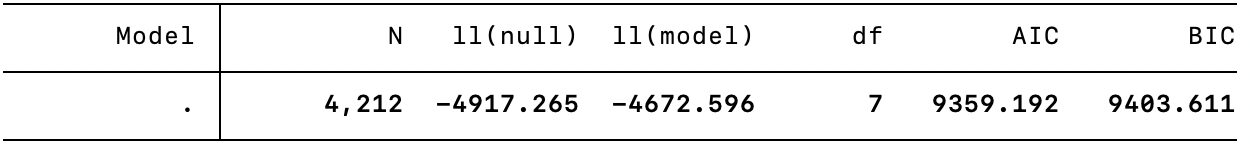 Model N ll(null) ll(model) df AIC BIC
. 4,212 -4917.265 -4672.596 7 9359.192 9403.611